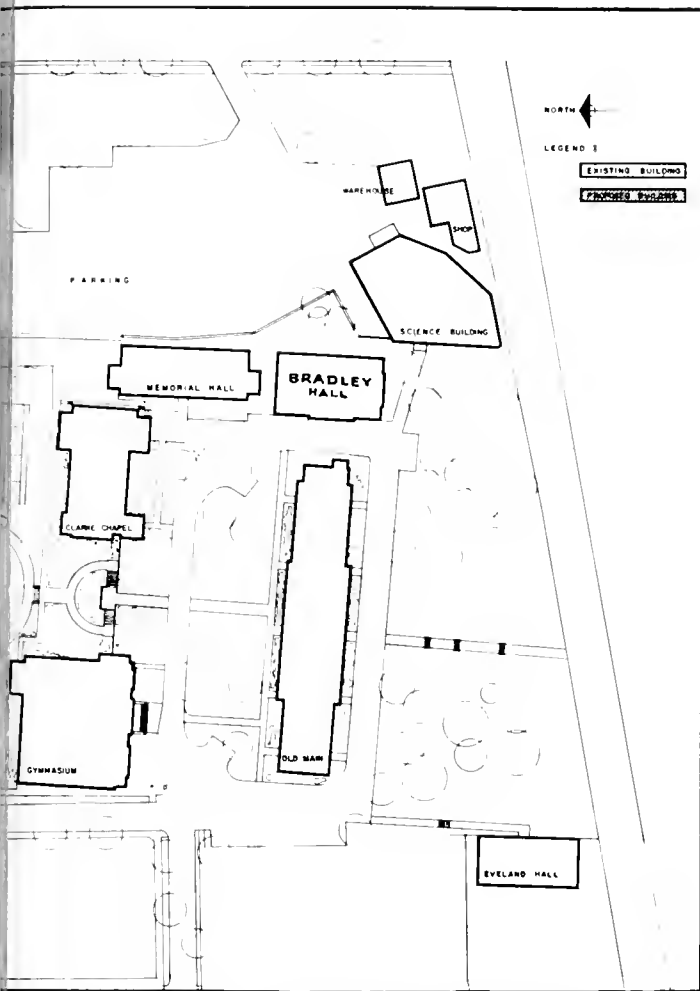 NORTH
LEGEND :
EXISTING BUILDING
PROPOSED BUILDING
WAREHOUSE
SHOP
PARKING
SCIENCE BUILDING
BRADLEY
HALL
MEMORIAL HALL
CLARKE CHAPEL
OLD MAIN
GYMNASIUM
EVELAND HALL